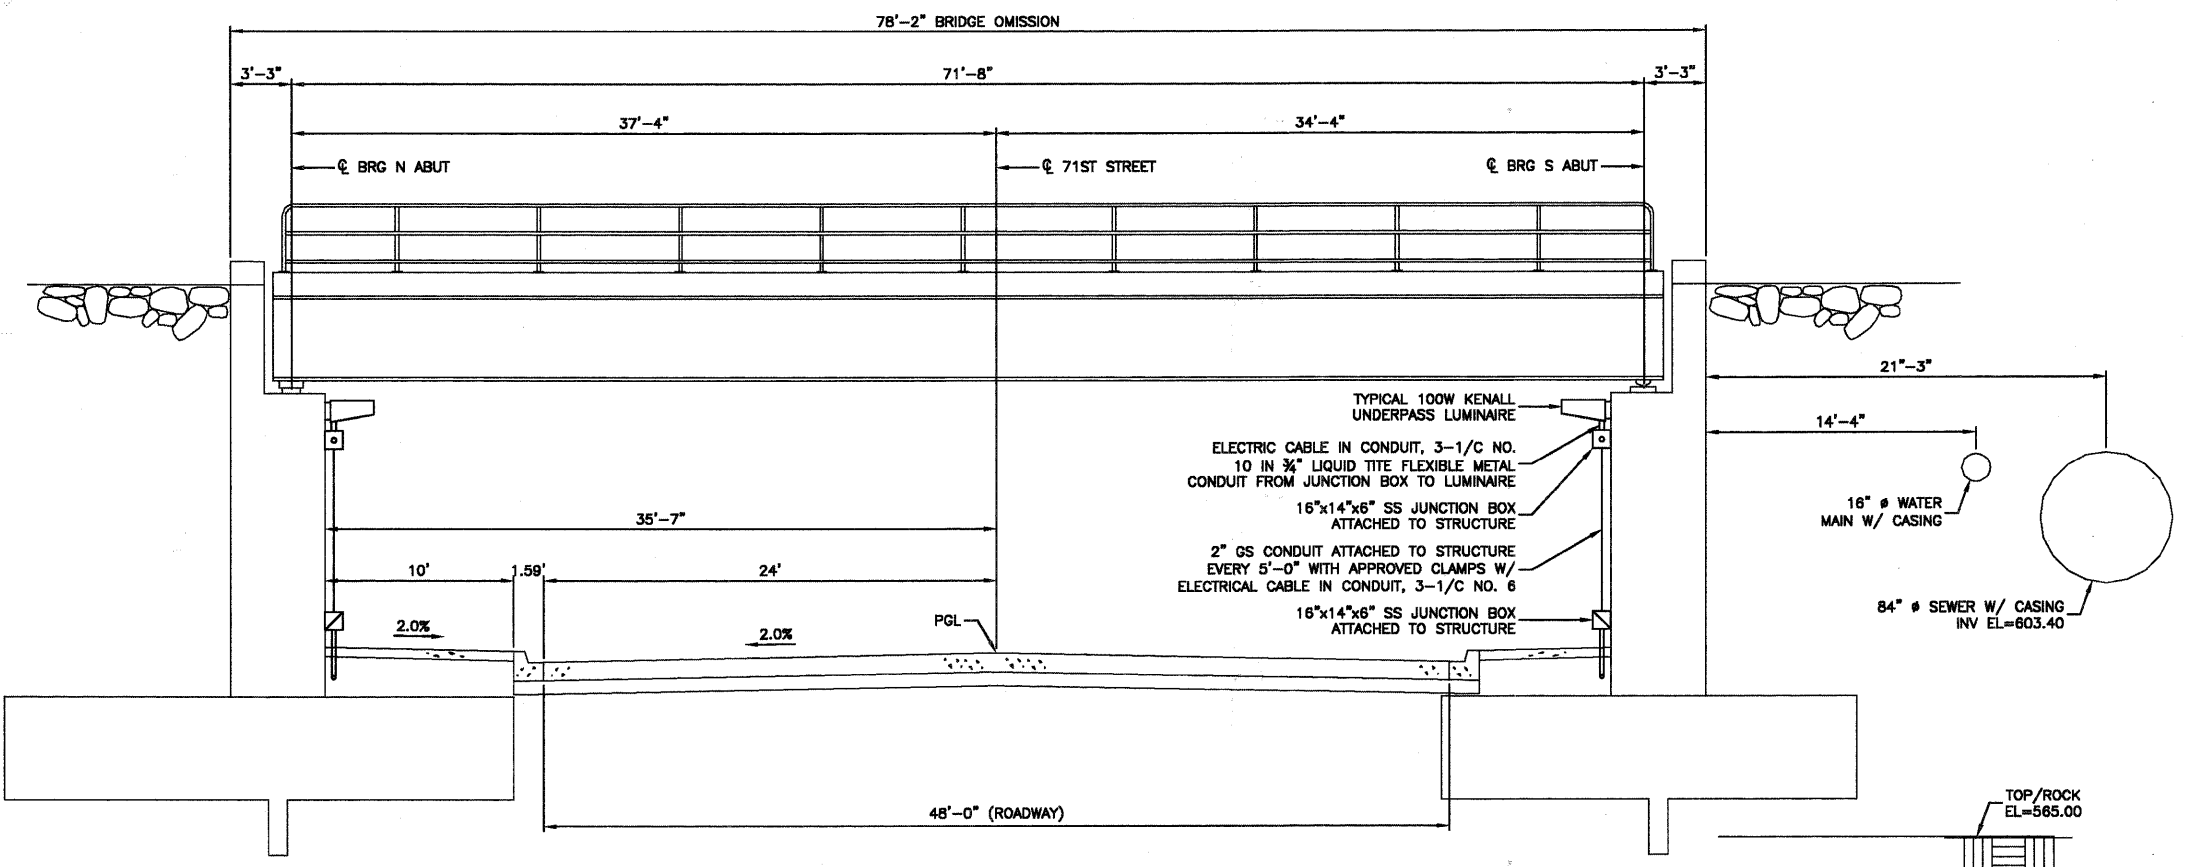 78'-2" BRIDGE OMISSION
3'-3"
71'-8"
3'-3"
37'-4"
34'-4"
℄ BRG N ABUT
℄ 71ST STREET
℄ BRG S ABUT
21"-3"
TYPICAL 100W KENALL
UNDERPASS LUMINAIRE
14'-4"
ELECTRIC CABLE IN CONDUIT, 3-1/C NO.
10 IN ¾" LIQUID TITE FLEXIBLE METAL
CONDUIT FROM JUNCTION BOX TO LUMINAIRE
16" ø WATER
MAIN W/ CASING
16"x14"x6" SS JUNCTION BOX
ATTACHED TO STRUCTURE
35'-7"
2" GS CONDUIT ATTACHED TO STRUCTURE
EVERY 5'-0" WITH APPROVED CLAMPS W/
ELECTRICAL CABLE IN CONDUIT, 3-1/C NO. 6
10'
1.59'
24'
84" ø SEWER W/ CASING
INV EL=603.40
16"x14"x6" SS JUNCTION BOX
ATTACHED TO STRUCTURE
PGL
2.0%
2.0%
TOP/ROCK
EL=565.00
48'-0" (ROADWAY)